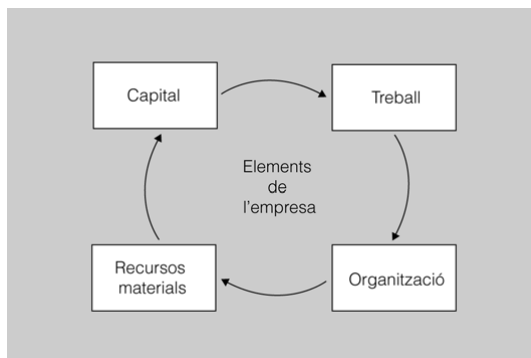 Capital
Treball
Elements
de
l'empresa
Recursos
materials
Organització